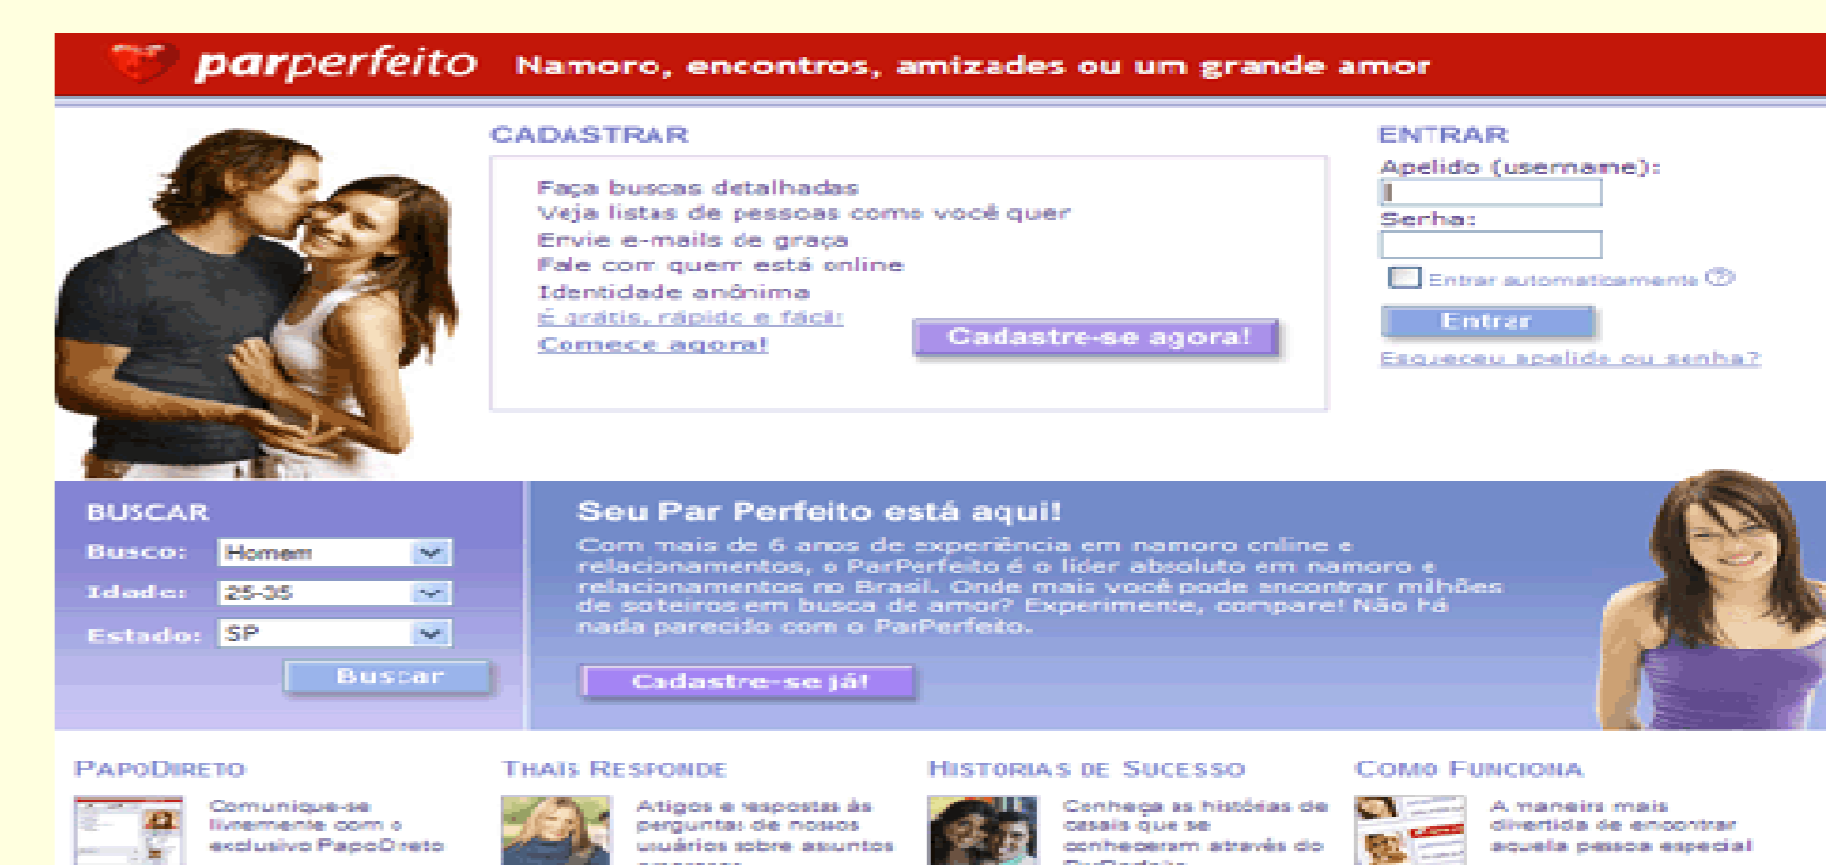 parperfeito Namoro, encontros, amizades ou um grande amor
CADASTRAR
Faça buscas detalhadas
Veja listas de pessoas como você quer
Envie e-mails de graça
Fale com quem está online
Identidade anônima
É grátis, rápido e fácil!
Comece agora!
Cadastre-se agora!
ENTRAR
Apelido (username):
Senha:
Entrar automaticamente
Entrar
Esqueceu apelido ou senha?
BUSCAR
Busco: Homem
Idade: 25-35
Estado: SP
Buscar
Seu Par Perfeito está aqui!
Com mais de 6 anos de experiência em namoro online e
relacionamentos, o ParPerfeito é o líder absoluto em namoro e
relacionamentos no Brasil. Onde mais você pode encontrar milhões
de solteiros em busca de amor? Experimente, compare! Não há
nada parecido com o ParPerfeito.
Cadastre-se já!
PAPODIRETO
Comunique-se
livremente com o
exclusivo PapoDireto
THAÍS RESPONDE
Artigos e respostas às
perguntas de nossos
usuários sobre assuntos
HISTÓRIAS DE SUCESSO
Conheça as histórias de
casais que se
conheceram através do
ParPerfeito
COMO FUNCIONA
A maneira mais
divertida de encontrar
aquela pessoa especial